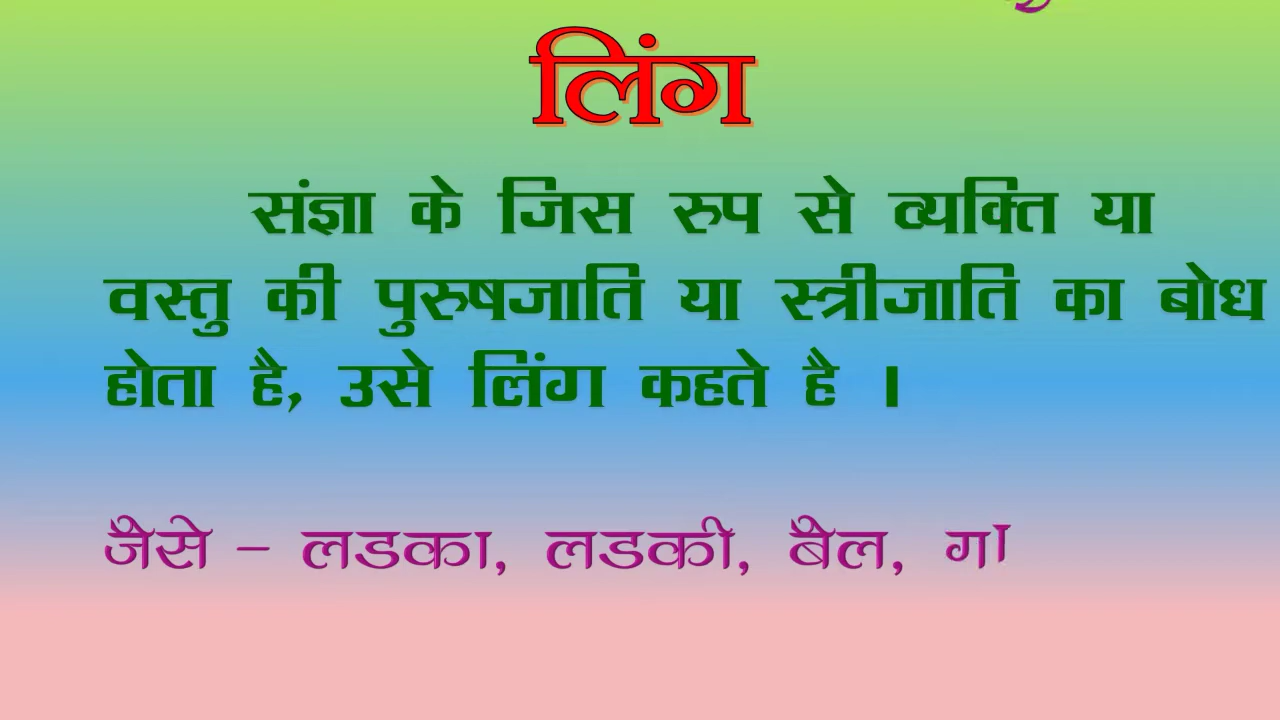 लिंग
संज्ञा के जिस रुप से व्यक्ति या
वस्तु की पुरुषजाति या स्त्रीजाति का बोध
होता है, उसे लिंग कहते है ।
जैसे – लडका, लडकी, बैल, गा